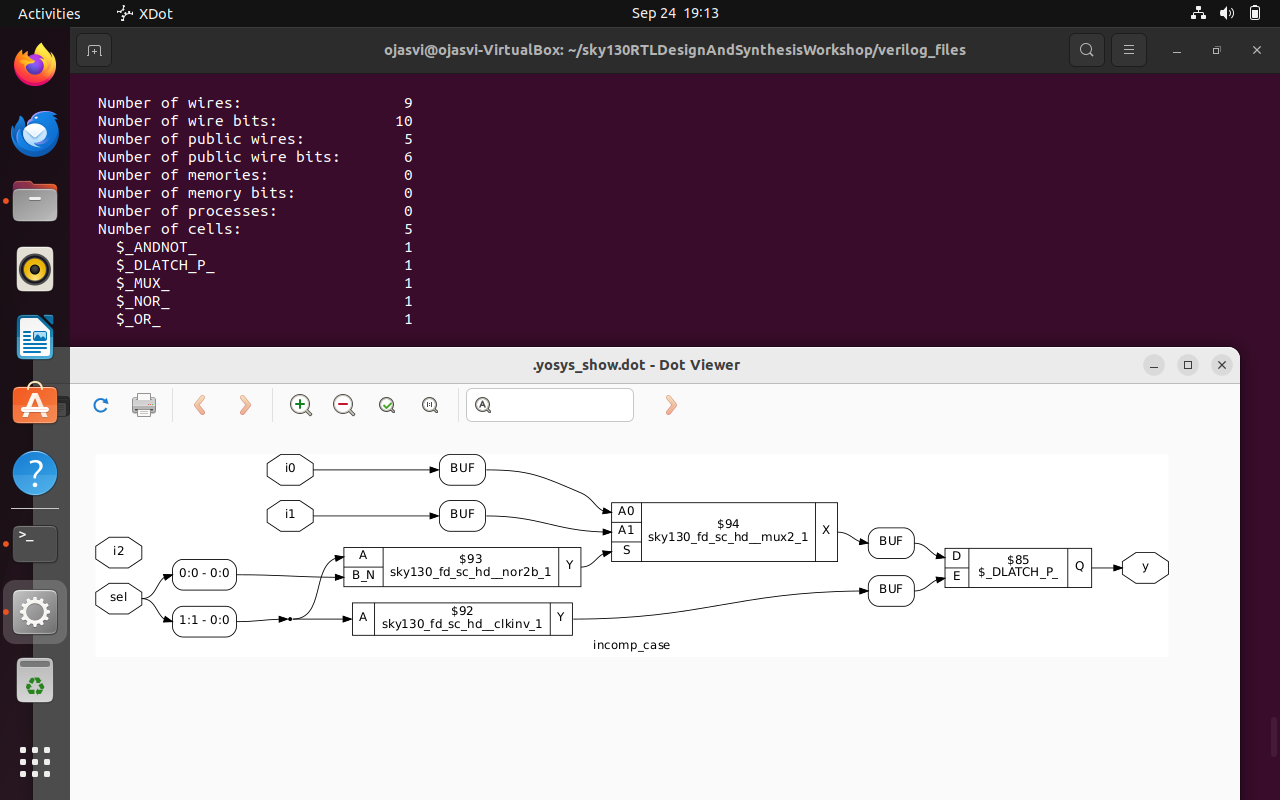 Activities XDot Sep 24 19:13
ojasvi@ojasvi-VirtualBox: ~/sky130RTLDesignAndSynthesisWorkshop/verilog_files
Number of wires: 9
Number of wire bits: 10
Number of public wires: 5
Number of public wire bits: 6
Number of memories: 0
Number of memory bits: 0
Number of processes: 0
Number of cells: 5
$_ANDNOT_ 1
$_DLATCH_P_ 1
$_MUX_ 1
$_NOR_ 1
$_OR_ 1
.yosys_show.dot - Dot Viewer
i0 BUF
i1 BUF
A0
A1
S
$94
sky130_fd_sc_hd__mux2_1
X
BUF
i2
sel
0:0 - 0:0
1:1 - 0:0
A
B_N
$93
sky130_fd_sc_hd__nor2b_1
Y
A
$92
sky130_fd_sc_hd__clkinv_1
Y
BUF
D
E
$85
$_DLATCH_P_
Q
y
incomp_case